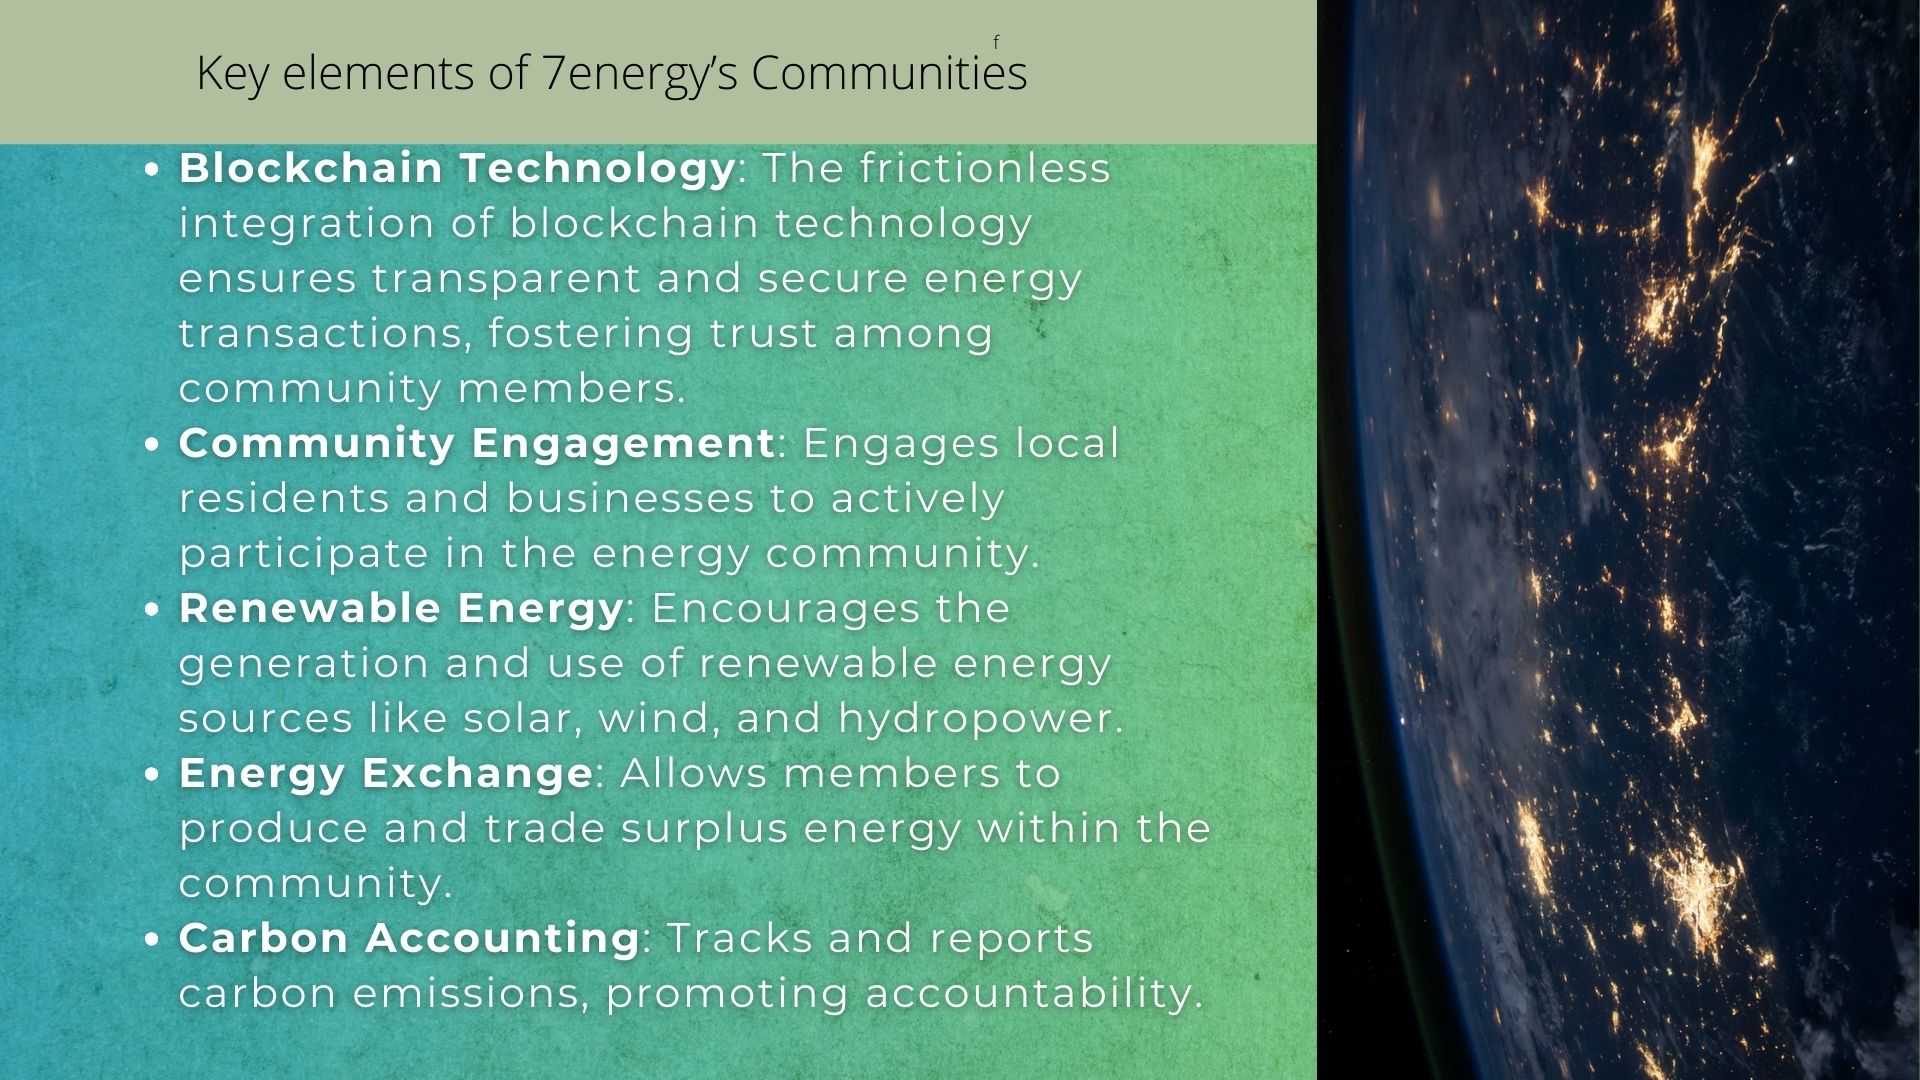 f
Key elements of 7energy’s Communities
• Blockchain Technology: The frictionless
integration of blockchain technology
ensures transparent and secure energy
transactions, fostering trust among
community members.
• Community Engagement: Engages local
residents and businesses to actively
participate in the energy community.
• Renewable Energy: Encourages the
generation and use of renewable energy
sources like solar, wind, and hydropower.
• Energy Exchange: Allows members to
produce and trade surplus energy within the
community.
• Carbon Accounting: Tracks and reports
carbon emissions, promoting accountability.